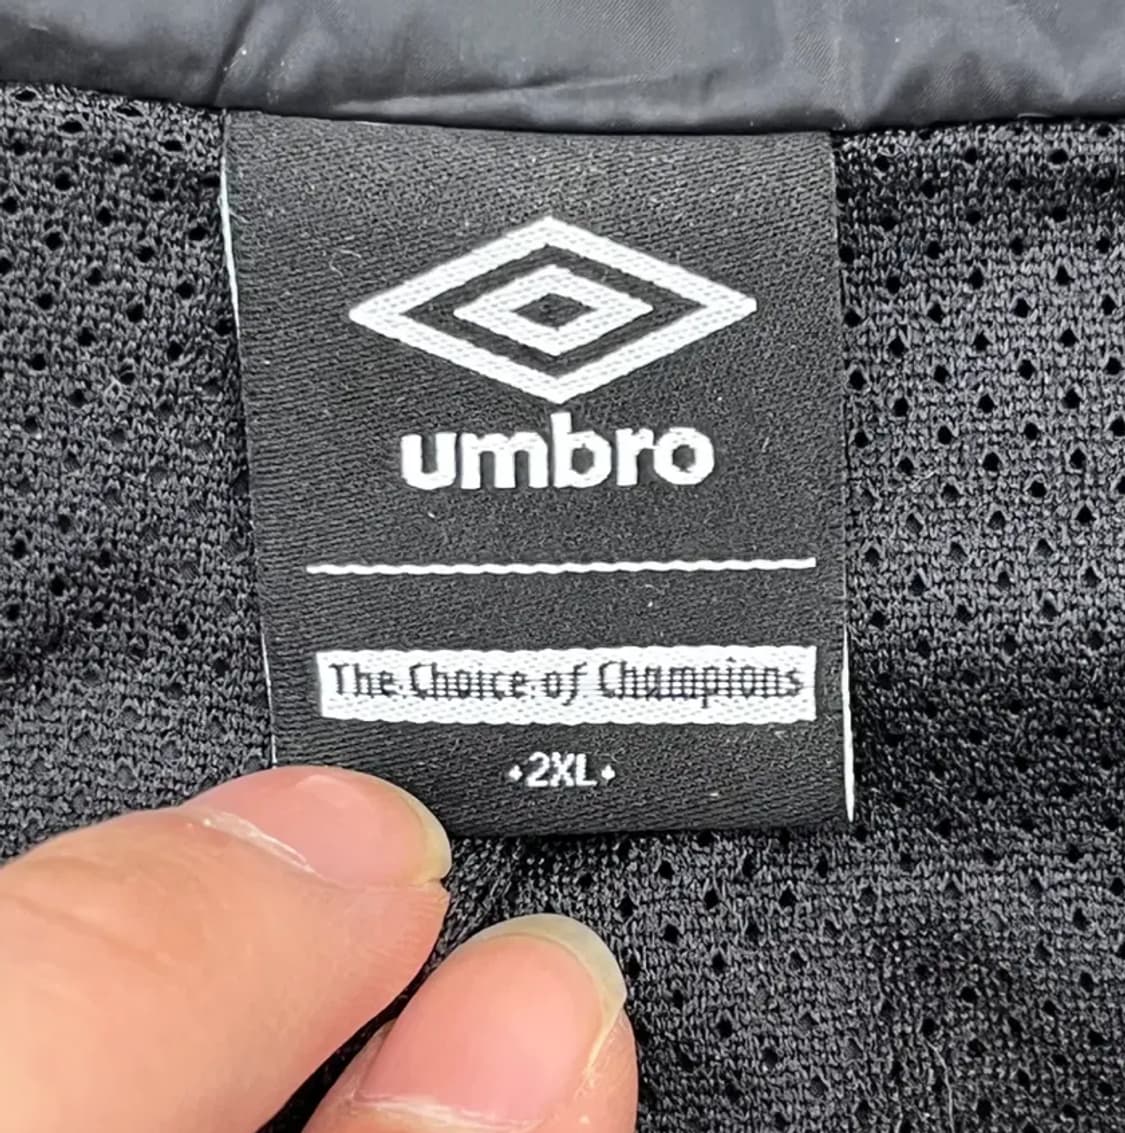 umbro
The Choice of Champions
•2XL•